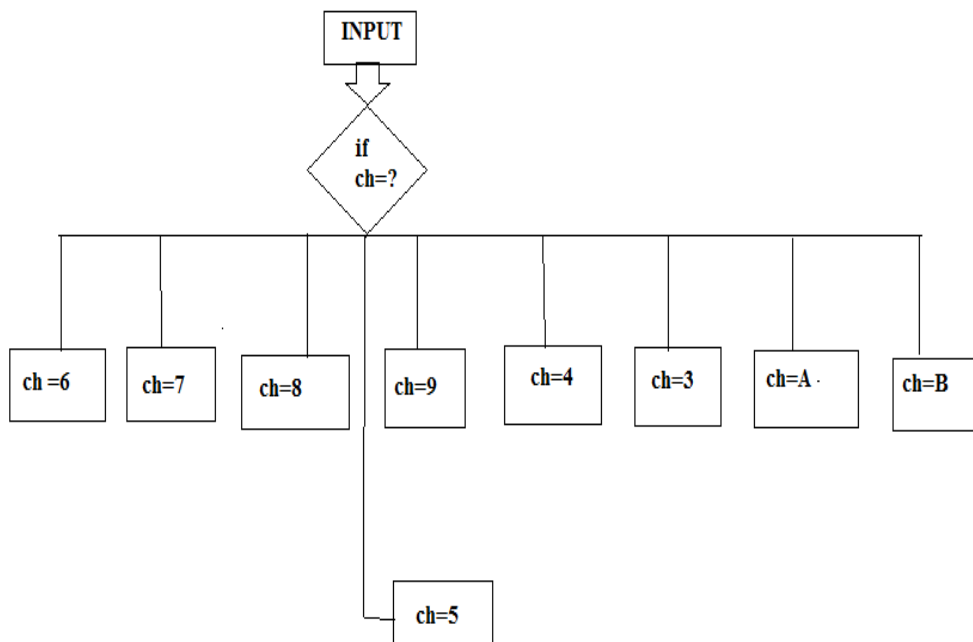 INPUT
if
ch=?
ch =6
ch=7
ch=8
ch=9
ch=4
ch=3
ch=A
ch=B
ch=5